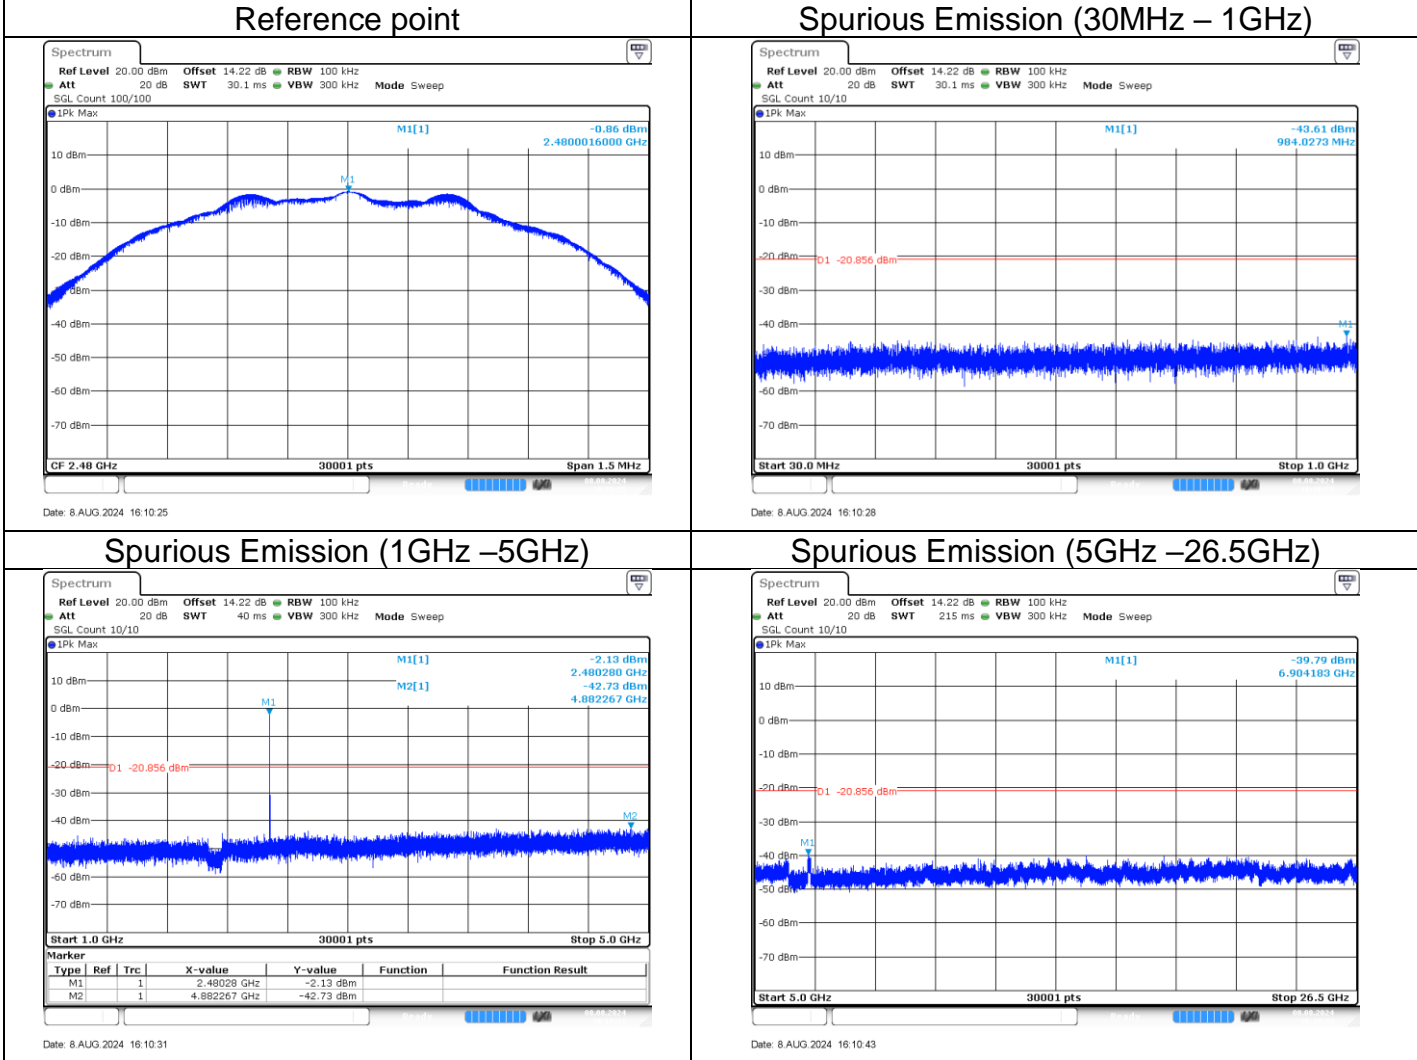 Reference point
Spectrum
Ref Level 20.00 dBm Offset 14.22 dB RBW 100 kHz
Att 20 dB SWT 30.1 ms VBW 300 kHz Mode Sweep
SGL Count 100/100
1Pk Max
M1[1] -0.86 dBm
2.4800016000 GHz
10 dBm
M1
0 dBm
-10 dBm
-20 dBm
dBm
-40 dBm
-50 dBm
-60 dBm
-70 dBm
CF 2.48 GHz 30001 pts Span 1.5 MHz
Date: 8.AUG.2024 16:10:25
Spurious Emission (30MHz – 1GHz)
Spectrum
Ref Level 20.00 dBm Offset 14.22 dB RBW 100 kHz
Att 20 dB SWT 30.1 ms VBW 300 kHz Mode Sweep
SGL Count 10/10
1Pk Max
M1[1] -43.61 dBm
984.0273 MHz
10 dBm
0 dBm
-10 dBm
-20 dBm
D1 -20.856 dBm
-30 dBm
-40 dBm
M1
-60 dBm
-70 dBm
Start 30.0 MHz 30001 pts Stop 1.0 GHz
Date: 8.AUG.2024 16:10:28
Spurious Emission (1GHz –5GHz)
Spectrum
Ref Level 20.00 dBm Offset 14.22 dB RBW 100 kHz
Att 20 dB SWT 40 ms VBW 300 kHz Mode Sweep
SGL Count 10/10
1Pk Max
M1[1] -2.13 dBm
2.480280 GHz
M2[1] -42.73 dBm
4.882267 GHz
10 dBm
M1
0 dBm
-10 dBm
-20 dBm
D1 -20.856 dBm
-30 dBm
-40 dBm
M2
-60 dBm
-70 dBm
Start 1.0 GHz 30001 pts Stop 5.0 GHz
Marker
Type Ref Trc X-value Y-value Function Function Result
M1 1 2.48028 GHz -2.13 dBm
M2 1 4.882267 GHz -42.73 dBm
Date: 8.AUG.2024 16:10:31
Spurious Emission (5GHz –26.5GHz)
Spectrum
Ref Level 20.00 dBm Offset 14.22 dB RBW 100 kHz
Att 20 dB SWT 215 ms VBW 300 kHz Mode Sweep
SGL Count 10/10
1Pk Max
M1[1] -39.79 dBm
6.904183 GHz
10 dBm
0 dBm
-10 dBm
-20 dBm
D1 -20.856 dBm
-30 dBm
M1
-40 dBm
-50 dBm
-60 dBm
-70 dBm
Start 5.0 GHz 30001 pts Stop 26.5 GHz
Date: 8.AUG.2024 16:10:43